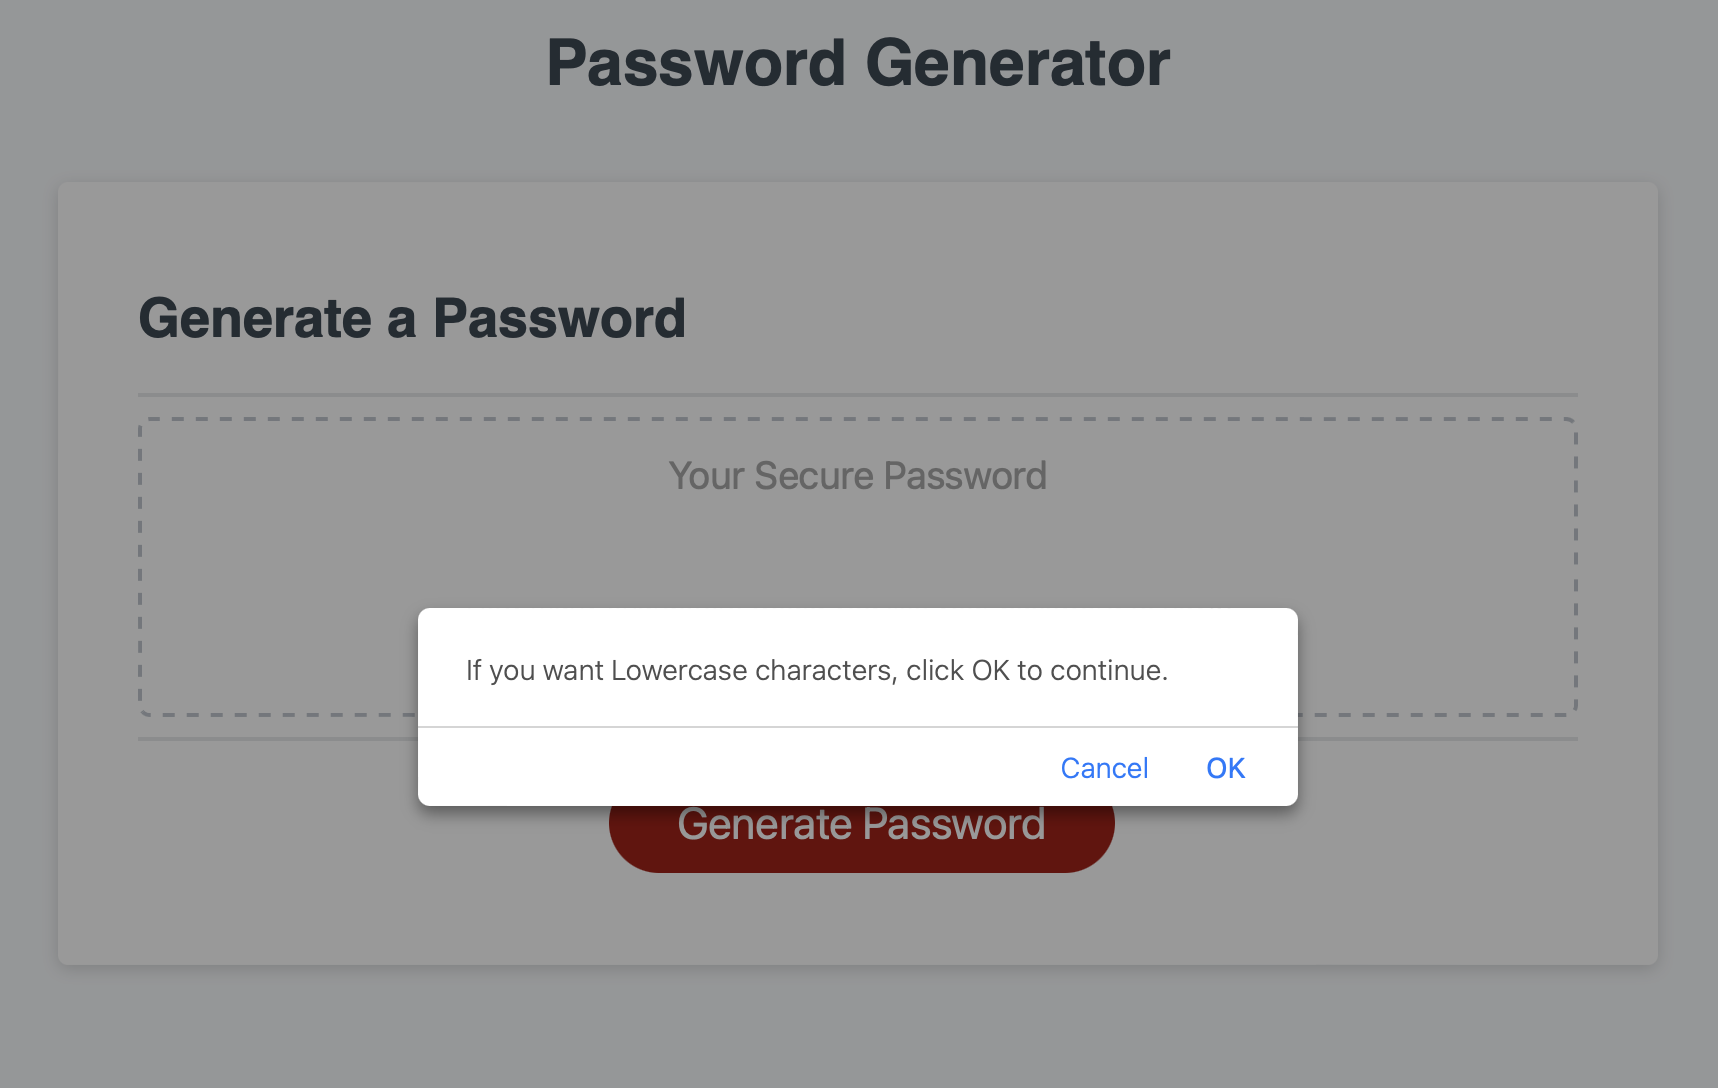 Password Generator
Generate a Password
Your Secure Password
If you want Lowercase characters, click OK to continue.
Cancel OK
Generate Password